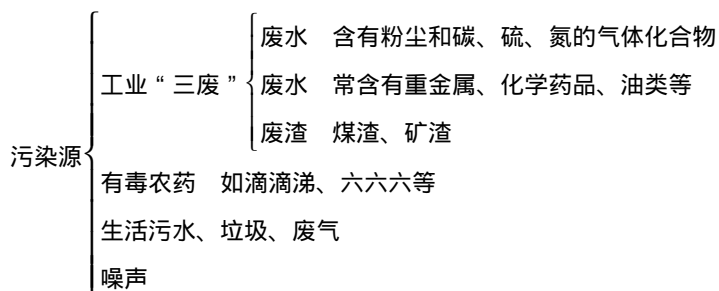 废水 含有粉尘和碳、硫、氮的气体化合物
工业“三废” 废水 常含有重金属、化学药品、油类等
废渣 煤渣、矿渣
污染源
有毒农药 如滴滴涕、六六六等
生活污水、垃圾、废气
噪声